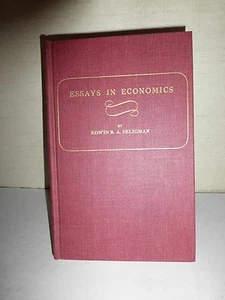 ESSAYS IN ECONOMICS
BY
EDWIN R. A. SELIGMAN